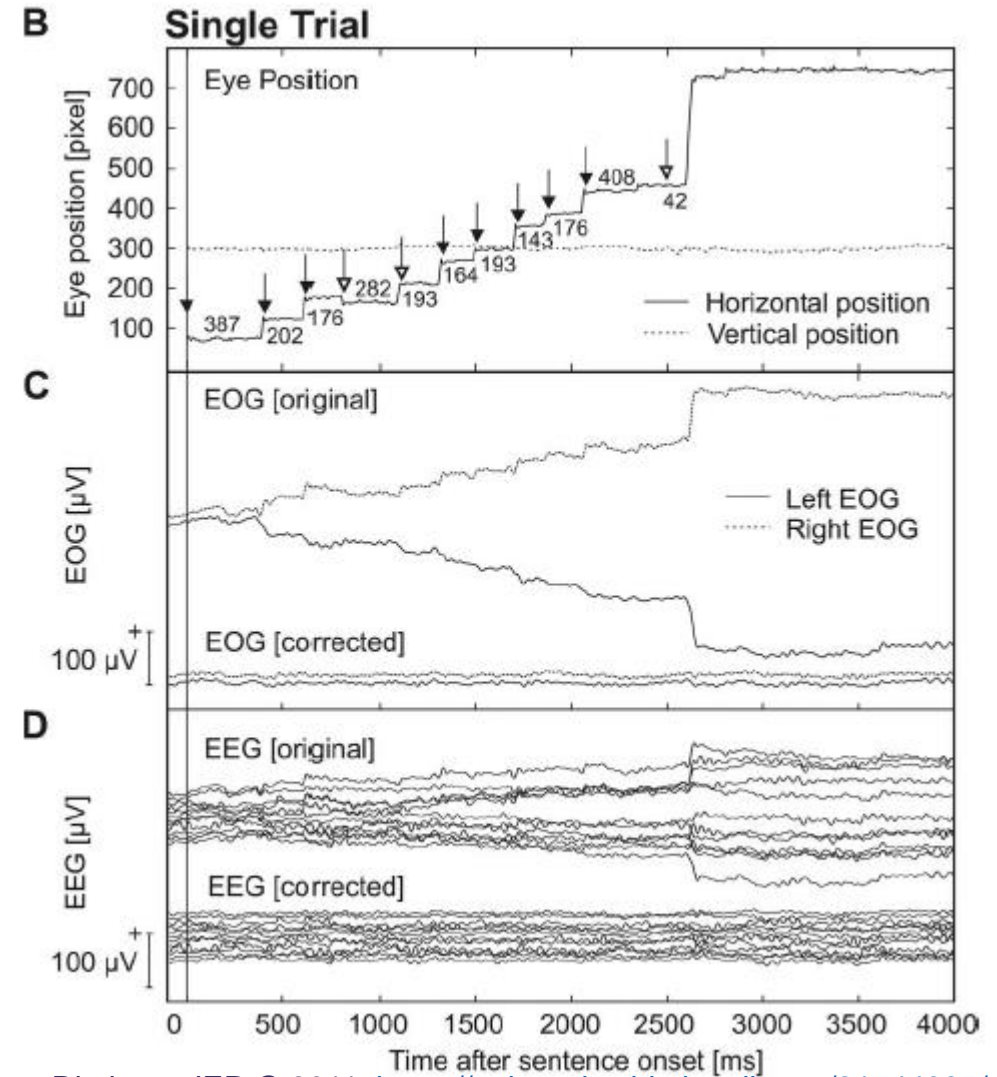 B Single Trial
Eye Position
Eye position [pixel]
700
600
500
400
300
200
100
387
202
176
282
193
164
193
143
176
408
42
Horizontal position
Vertical position
C
EOG [original]
EOG [µV]
Left EOG
Right EOG
EOG [corrected]
+
100 µV
D
EEG [original]
EEG [µV]
EEG [corrected]
+
100 µV
0 500 1000 1500 2000 2500 3000 3500 4000
Time after sentence onset [ms]